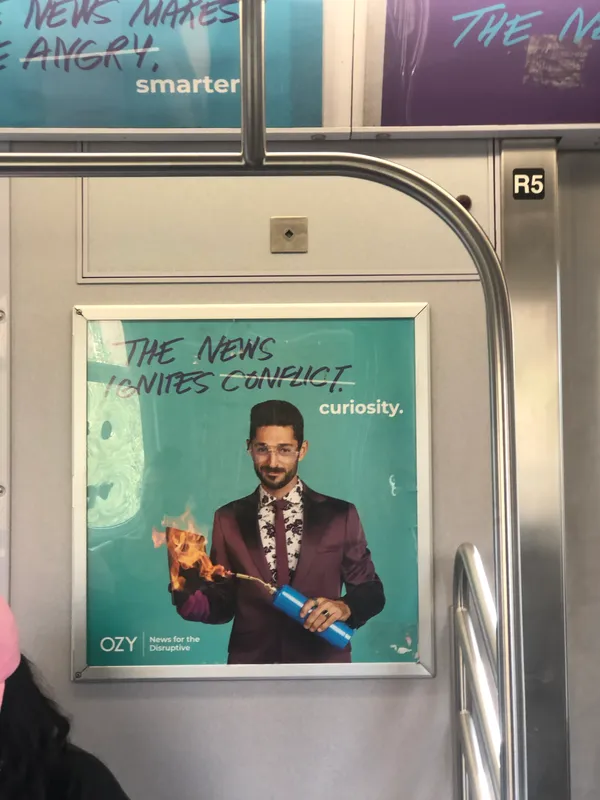 NEWS MAKES
ANGRY.
smarter
THE
R5
THE NEWS
IGNITES CONFLICT.
curiosity.
OZY
News for the
Disruptive